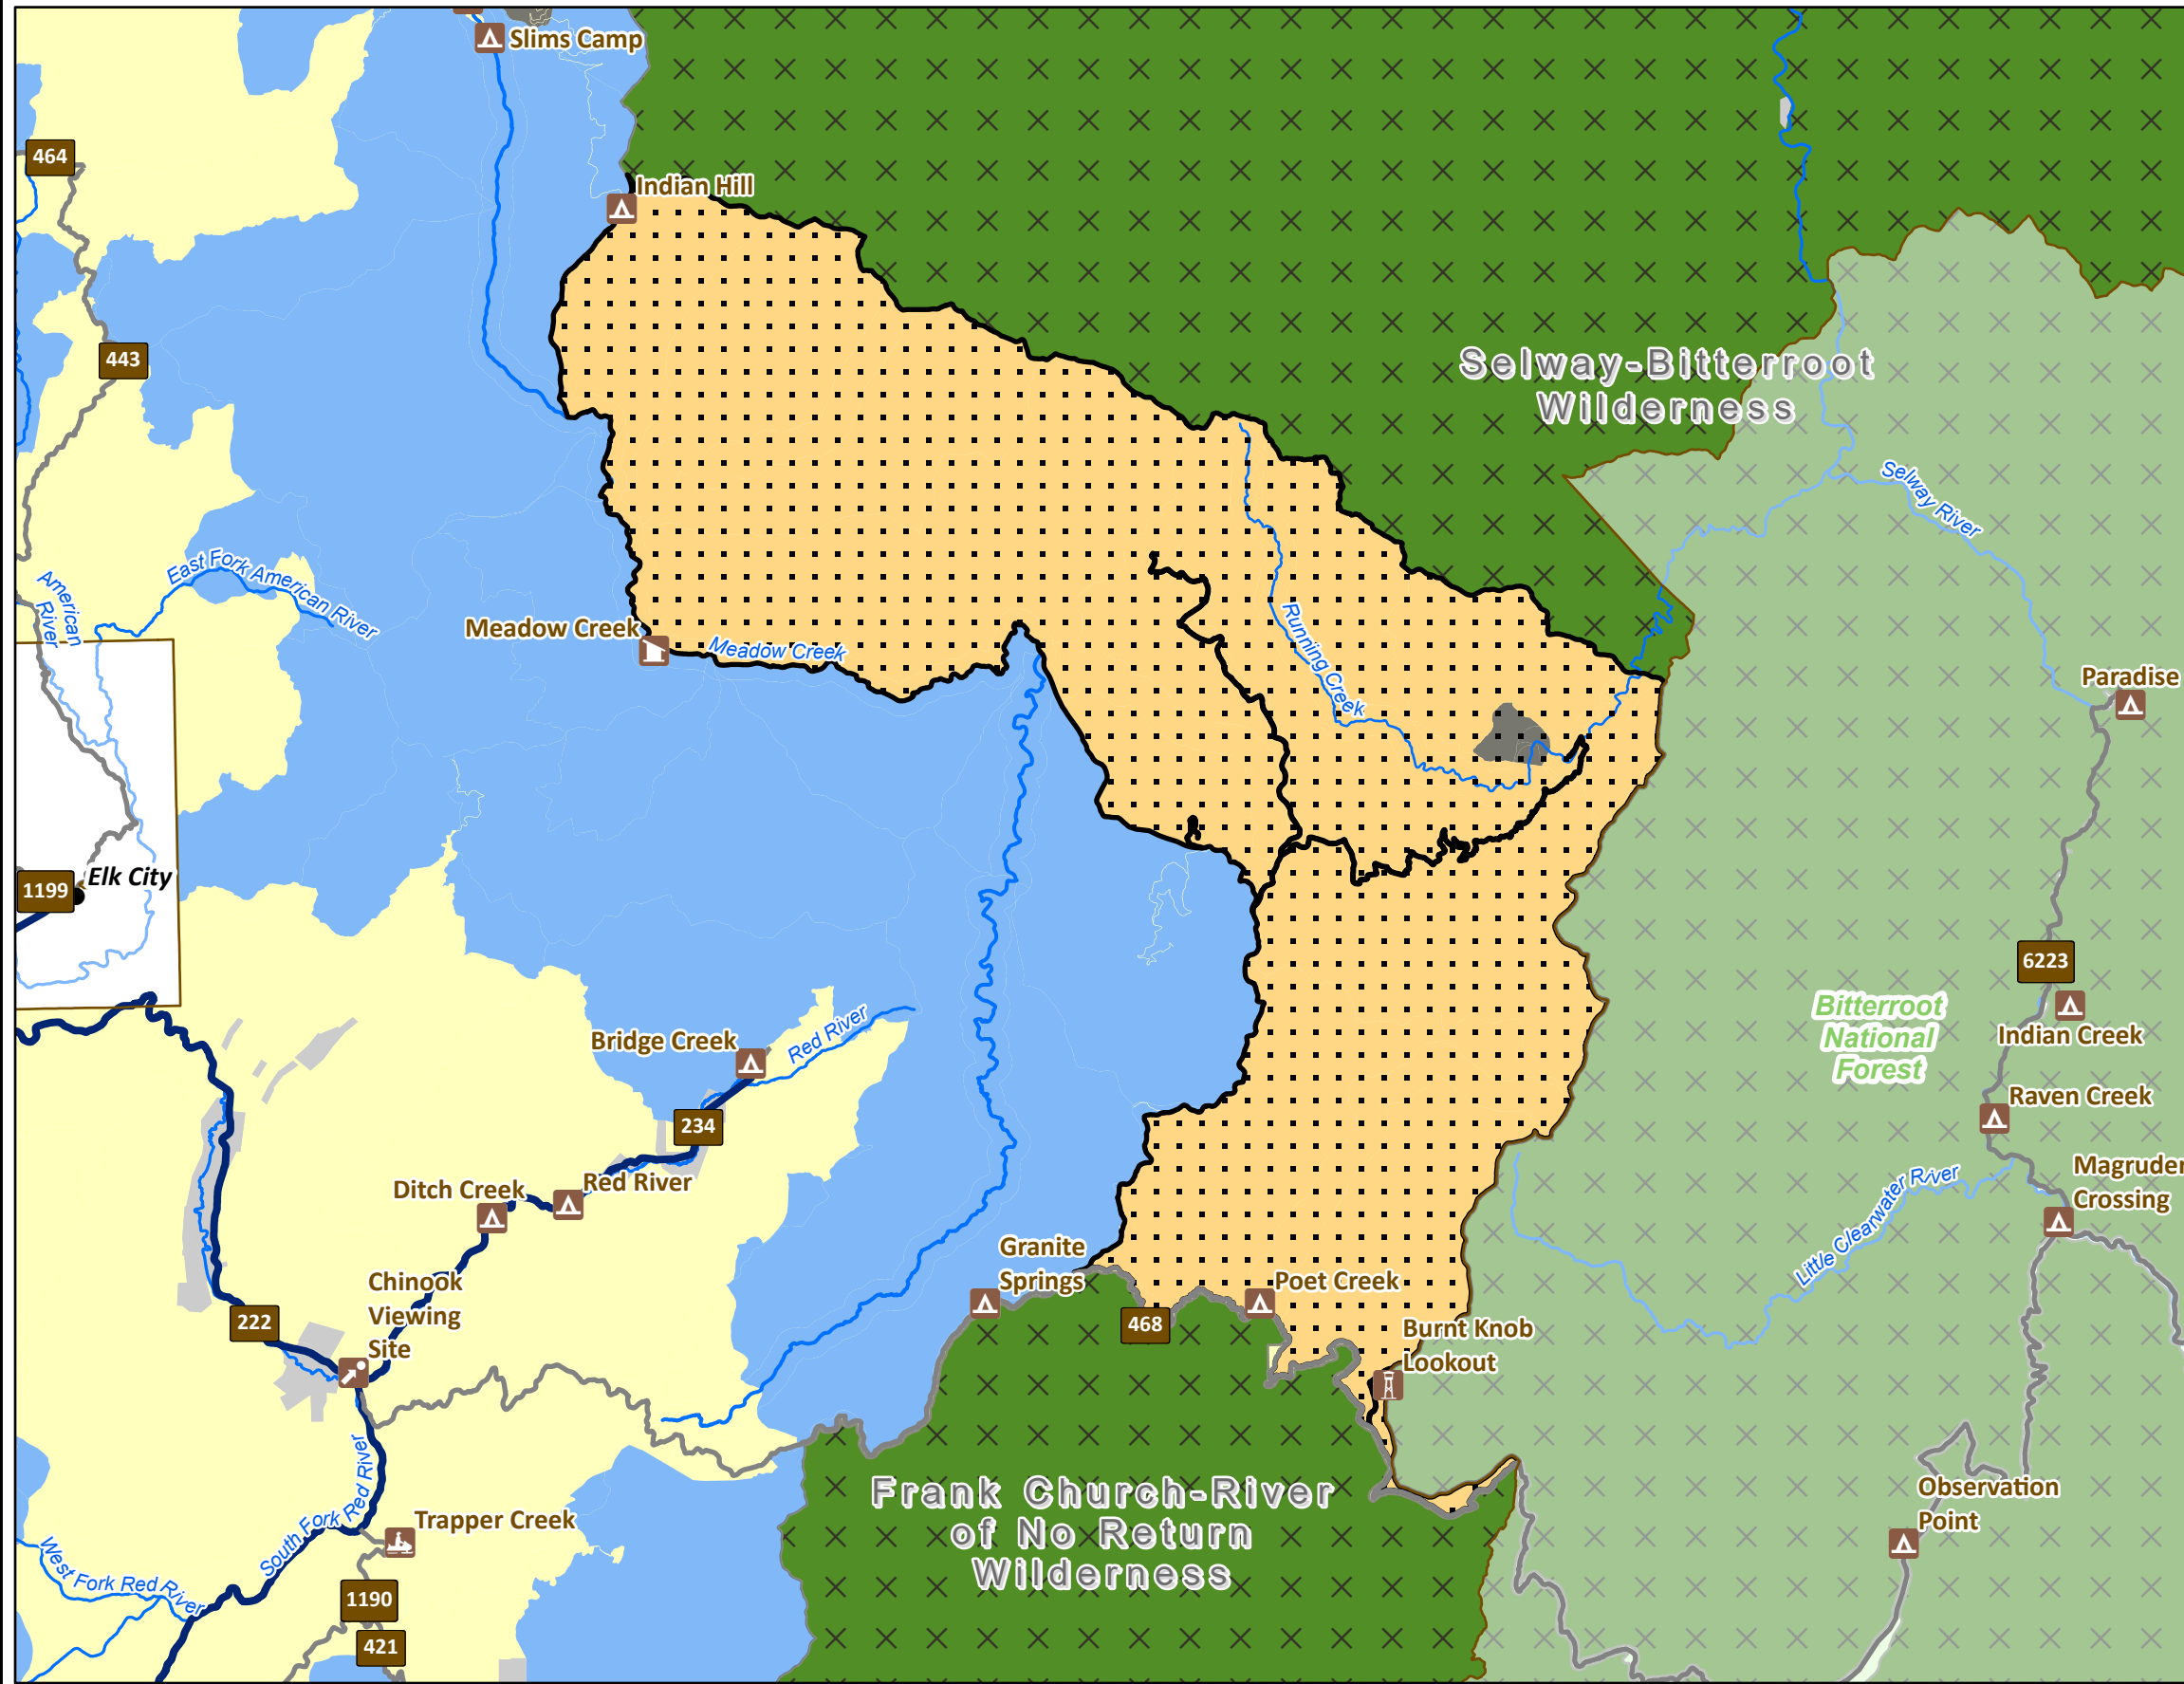 Slims Camp
464
Indian Hill
443
Selway-Bitterroot
Wilderness
Selway River
East Fork American River
American
River
Meadow Creek
Meadow Creek
Running Creek
Paradise
Elk City
1199
6223
Bitterroot
National
Forest
Indian Creek
Bridge Creek
Red River
234
Raven Creek
Ditch Creek
Red River
Magruder
Crossing
Little Clearwater River
Granite
Springs
Poet Creek
Chinook
Viewing
Site
222
468
Burnt Knob
Lookout
South Fork Red River
Frank Church-River
of No Return
Wilderness
Observation
Point
Trapper Creek
West Fork Red River
1190
421